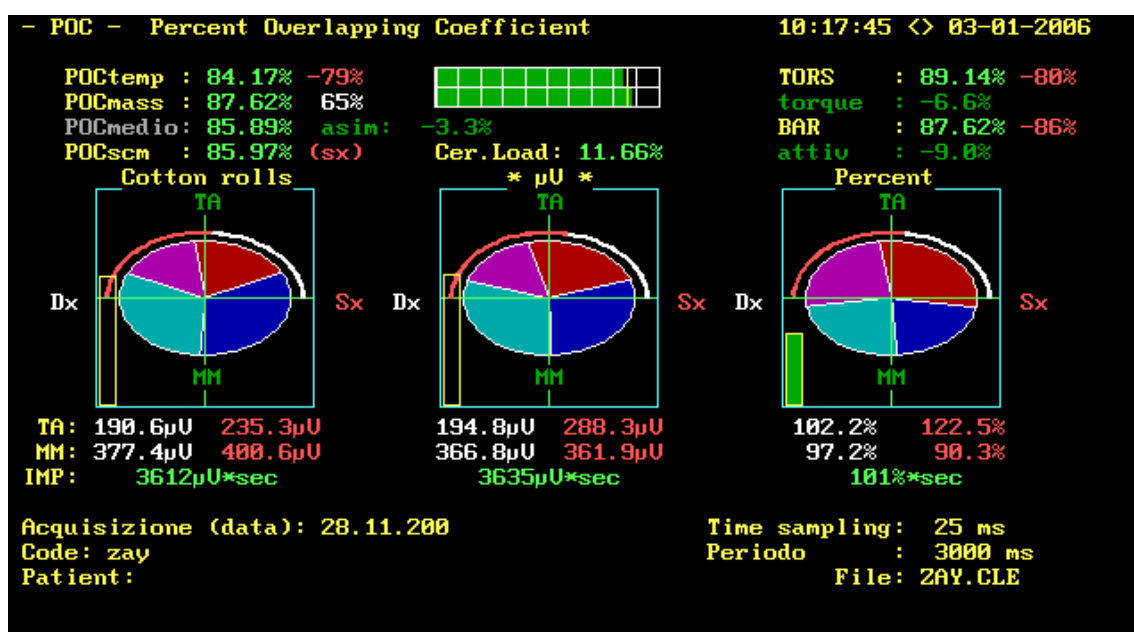 - POC - Percent Overlapping Coefficient 10:17:45 <> 03-01-2006
POCtemp : 84.17% -79% TORS : 89.14% -80%
POCmass : 87.62% 65% torque : -6.6%
POCmedio: 85.89% asim: -3.3% BAR : 87.62% -86%
POCscm : 85.97% (sx) Cer.Load: 11.66% attiv : -9.0%
Cotton rolls * µV * Percent
TA TA TA
Dx Sx Dx Sx Dx Sx
MM MM MM
TA: 190.6µV 235.3µV 194.8µV 288.3µV 102.2% 122.5%
MM: 377.4µV 400.6µV 366.8µV 361.9µV 97.2% 90.3%
IMP: 3612µV*sec 3635µV*sec 101%*sec
Acquisizione (data): 28.11.200 Time sampling: 25 ms
Code: zay Periodo : 3000 ms
Patient: File: ZAY.CLE